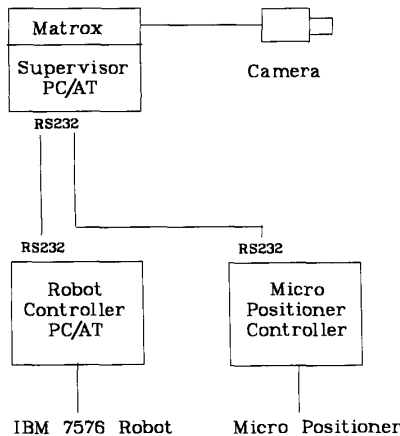 Matrox
Supervisor
PC/AT
Camera
RS232
RS232
RS232
Robot
Controller
PC/AT
Micro
Positioner
Controller
IBM 7576 Robot
Micro Positioner